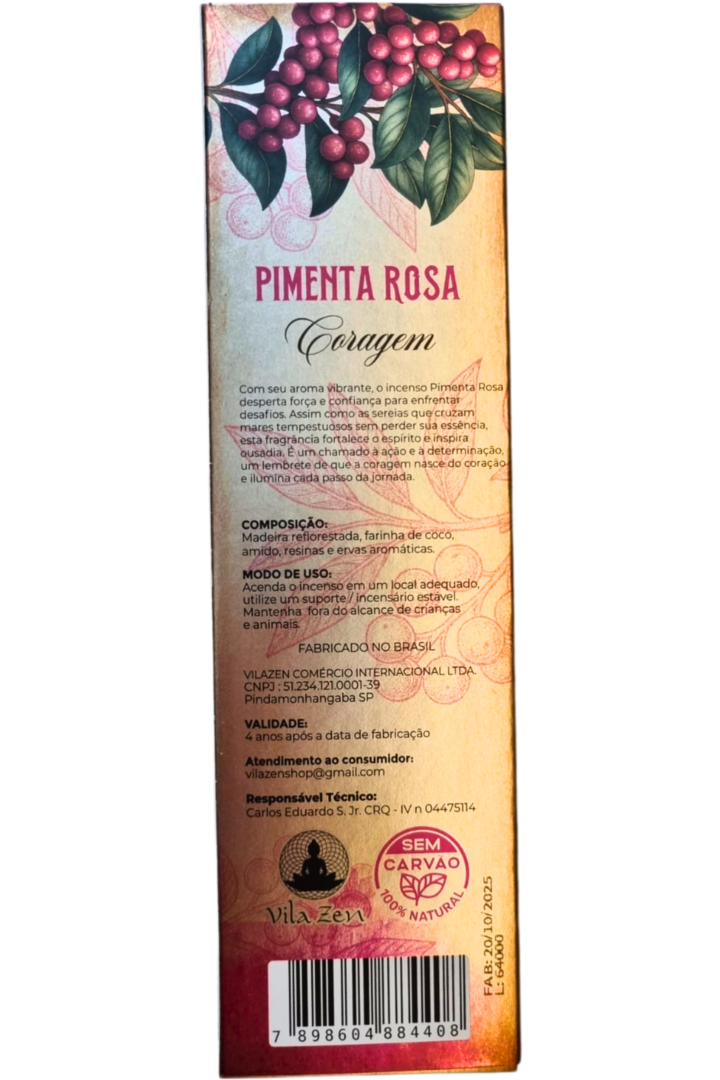 PIMENTA ROSA
Coragem
Com seu aroma vibrante, o incenso Pimenta Rosa
desperta força e confiança para enfrentar
desafios. Assim como as sereias que cruzam
mares tempestuosos sem perder sua essência,
esta fragrância fortalece o espírito e inspira
ousadia. É um chamado à ação e à determinação,
um lembrete de que a coragem nasce do coração
e ilumina cada passo da jornada.
COMPOSIÇÃO:
Madeira reflorestada, farinha de coco,
amido, resinas e ervas aromáticas.
MODO DE USO:
Acenda o incenso em um local adequado,
utilize um suporte / incensário estável.
Mantenha fora do alcance de crianças
e animais.
FABRICADO NO BRASIL
VILAZEN COMÉRCIO INTERNACIONAL LTDA.
CNPJ : 51.234.121.0001-39
Pindamonhangaba SP
VALIDADE:
4 anos após a data de fabricação
Atendimento ao consumidor:
vilazenshop@gmail.com
Responsável Técnico:
Carlos Eduardo S. Jr. CRQ - IV n 04475114
Vila Zen
SEM
CARVÃO
100% NATURAL
FAB: 20/10/2025
L: 64000
7 898604 884408